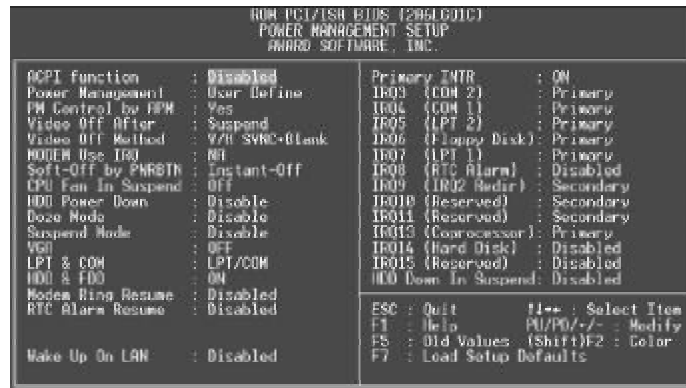 ROM PCI/ISA BIOS (2A6LGD1C)
POWER MANAGEMENT SETUP
AWARD SOFTWARE, INC.
ACPI function : Disabled
Power Management : User Define
PM Control by APM : Yes
Video Off After : Suspend
Video Off Method : V/H SYNC+Blank
MODEM Use IRQ : NA
Soft-Off by PWRBTN : Instant-Off
CPU Fan In Suspend : Off
HDD Power Down : Disable
Doze Mode : Disable
Suspend Mode : Disable
VGA : OFF
LPT & COM : LPT/COM
HDD & FDD : ON
Modem Ring Resume : Disabled
RTC Alarm Resume : Disabled
Wake Up On LAN : Disabled
Primary INTR : ON
IRQ3 (COM 2) : Primary
IRQ4 (COM 1) : Primary
IRQ5 (LPT 2) : Primary
IRQ6 (Floppy Disk): Primary
IRQ7 (LPT 1) : Primary
IRQ8 (RTC Alarm) : Disabled
IRQ9 (IRQ2 Redir) : Secondary
IRQ10 (Reserved) : Secondary
IRQ11 (Reserved) : Secondary
IRQ13 (Coprocessor): Primary
IRQ14 (Hard Disk) : Disabled
IRQ15 (Reserved) : Disabled
HDD Down In Suspend: Disabled
ESC : Quit ↑↓→← : Select Item
F1 : Help PU/PD/+/- : Modify
F5 : Old Values (Shift)F2 : Color
F7 : Load Setup Defaults